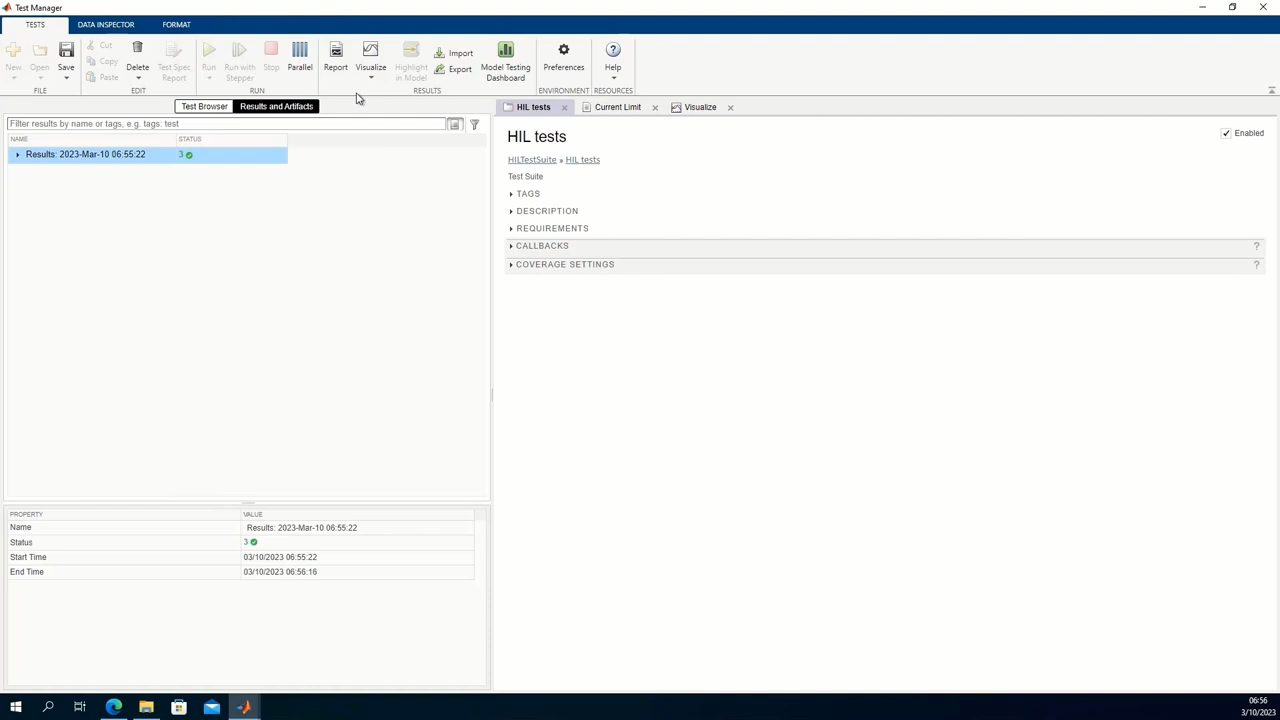 Test Manager
TESTS
DATA INSPECTOR
FORMAT
New
Open
Save
Cut
Copy
Paste
Delete
Test Spec
Report
Run
Run with
Stepper
Stop
Parallel
Report
Visualize
Highlight
in Model
Import
Export
Model Testing
Dashboard
Preferences
Help
FILE
EDIT
RUN
RESULTS
ENVIRONMENT
RESOURCES
Test Browser
Results and Artifacts
HIL tests
Current Limit
Visualize
Filter results by name or tags, e.g. tags: test
NAME
STATUS
Results: 2023-Mar-10 06:55:22
3
HIL tests
Enabled
HILTestSuite » HIL tests
Test Suite
TAGS
DESCRIPTION
REQUIREMENTS
CALLBACKS
?
COVERAGE SETTINGS
?
PROPERTY
VALUE
Name
Results: 2023-Mar-10 06:55:22
Status
3
Start Time
03/10/2023 06:55:22
End Time
03/10/2023 06:56:16
06:56
3/10/2023